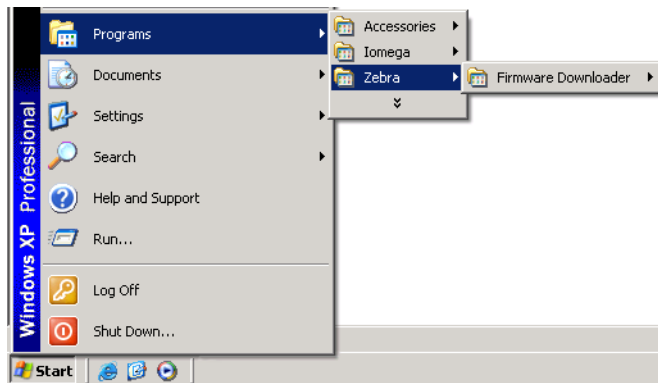 Programs
Accessories
Iomega
Zebra
Firmware Downloader
Documents
Settings
Search
Help and Support
Run...
Log Off
Shut Down...
Windows XP Professional
Start